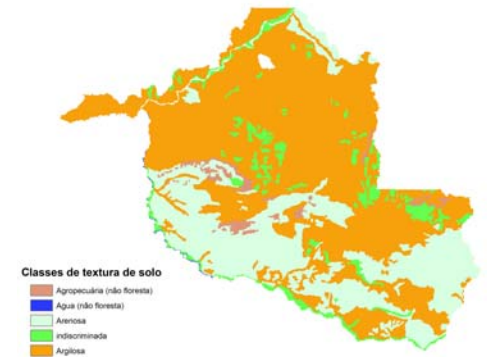 Classes de textura de solo
Agropecuária (não floresta)
Agua (não floresta)
Arenosa
indiscriminada
Argilosa